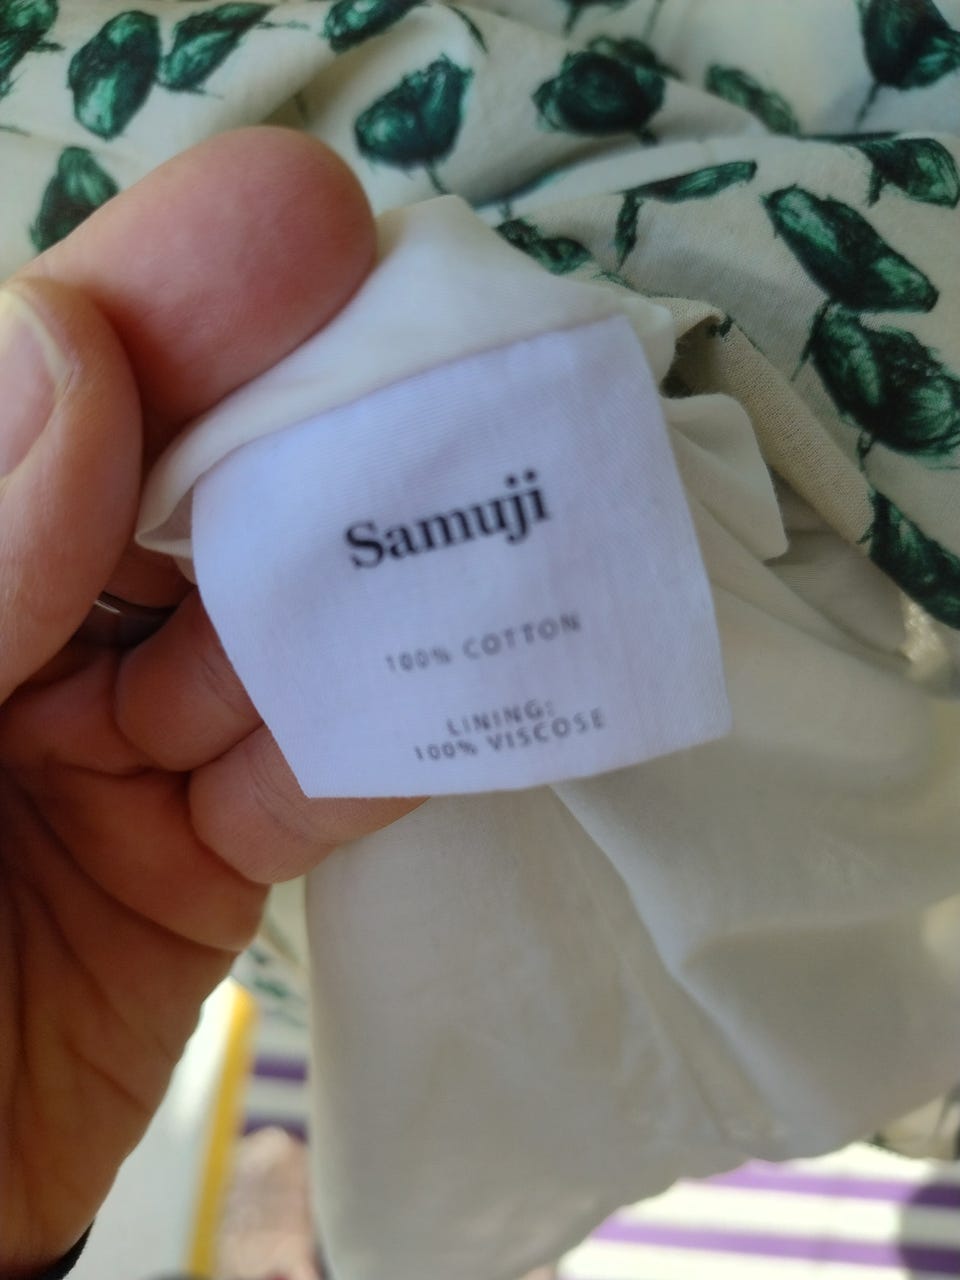 Samuji
100% COTTON
LINING:
100% VISCOSE